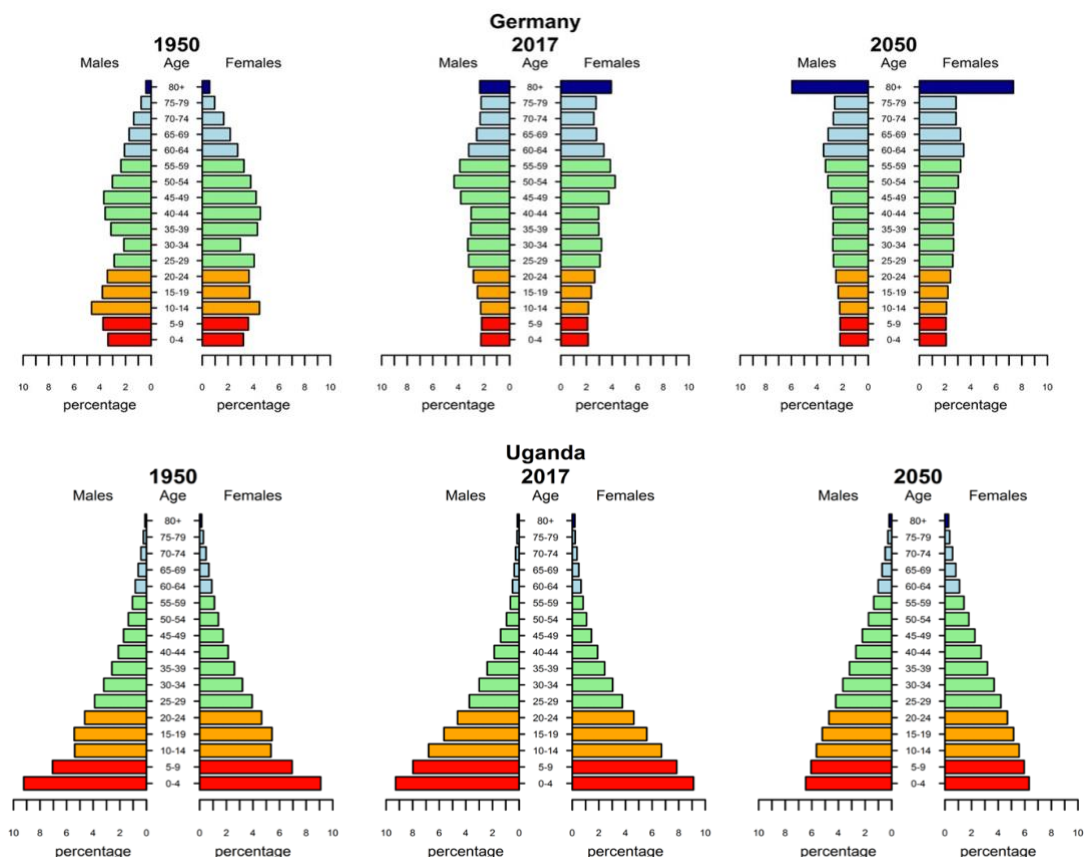 Germany
1950 2017 2050
Males Age Females Males Age Females Males Age Females
80+ 80+ 80+
75-79 75-79 75-79
70-74 70-74 70-74
65-69 65-69 65-69
60-64 60-64 60-64
55-59 55-59 55-59
50-54 50-54 50-54
45-49 45-49 45-49
40-44 40-44 40-44
35-39 35-39 35-39
30-34 30-34 30-34
25-29 25-29 25-29
20-24 20-24 20-24
15-19 15-19 15-19
10-14 10-14 10-14
5-9 5-9 5-9
0-4 0-4 0-4
10 8 6 4 2 0 0 2 4 6 8 10 10 8 6 4 2 0 0 2 4 6 8 10 10 8 6 4 2 0 0 2 4 6 8 10
percentage percentage percentage percentage percentage percentage
Uganda
1950 2017 2050
Males Age Females Males Age Females Males Age Females
80+ 80+ 80+
75-79 75-79 75-79
70-74 70-74 70-74
65-69 65-69 65-69
60-64 60-64 60-64
55-59 55-59 55-59
50-54 50-54 50-54
45-49 45-49 45-49
40-44 40-44 40-44
35-39 35-39 35-39
30-34 30-34 30-34
25-29 25-29 25-29
20-24 20-24 20-24
15-19 15-19 15-19
10-14 10-14 10-14
5-9 5-9 5-9
0-4 0-4 0-4
10 8 6 4 2 0 0 2 4 6 8 10 10 8 6 4 2 0 0 2 4 6 8 10 10 8 6 4 2 0 0 2 4 6 8 10
percentage percentage percentage percentage percentage percentage